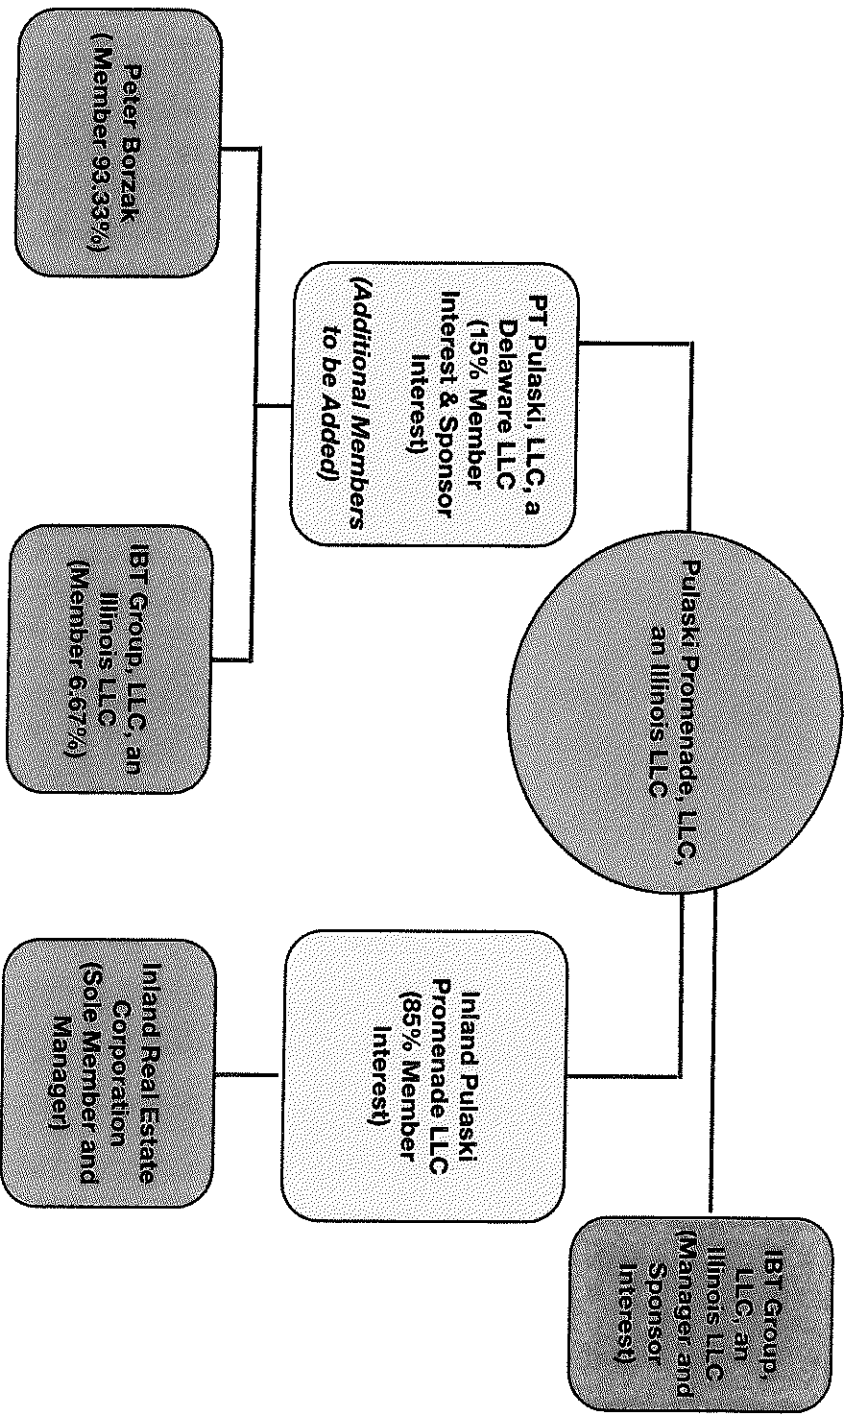 Pulaski Promenade, LLC,
an Illinois LLC
IBT Group,
LLC, an
Illinois LLC
(Manager and
Sponsor
Interest)
PT Pulaski, LLC, a
Delaware LLC
(15% Member
Interest & Sponsor
Interest)
(Additional Members
to be Added)
Inland Pulaski
Promenade LLC
(85% Member
Interest)
Peter Borzak
( Member 93.33%)
IBT Group, LLC, an
Illinois LLC
(Member 6.67%)
Inland Real Estate
Corporation
(Sole Member and
Manager)